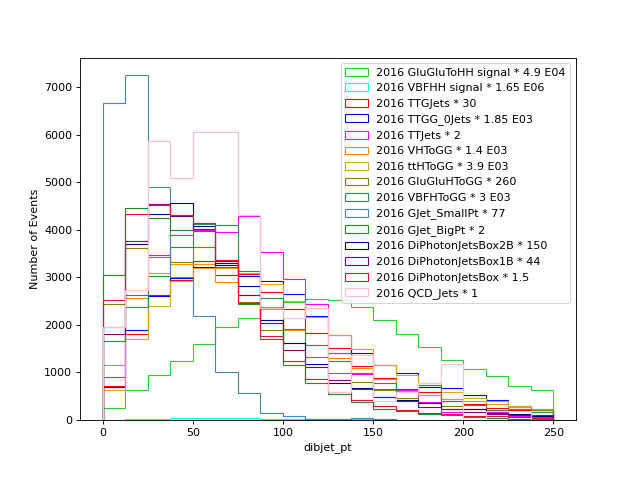 7000
6000
5000
4000
3000
2000
1000
0
Number of Events
0
50
100
150
200
250
dibjet_pt
2016 GluGluToHH signal * 4.9 E04
2016 VBFHH signal * 1.65 E06
2016 TTGJets * 30
2016 TTGG_0Jets * 1.85 E03
2016 TTJets * 2
2016 VHToGG * 1.4 E03
2016 ttHToGG * 3.9 E03
2016 GluGluHToGG * 260
2016 VBFHToGG * 3 E03
2016 GJet_SmallPt * 77
2016 GJet_BigPt * 2
2016 DiPhotonJetsBox2B * 150
2016 DiPhotonJetsBox1B * 44
2016 DiPhotonJetsBox * 1.5
2016 QCD_Jets * 1